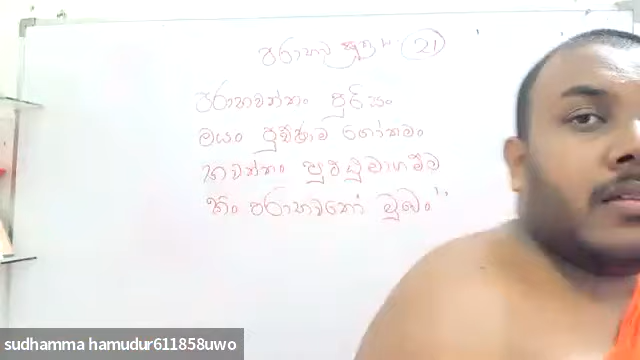 පරාභව සූත්‍රය 21
පරාභවන්තං පුරිසං
මයං පුච්ඡාම ගෝතමං
භවන්තං පුට්ඨුමාගම්ම
කිං පරාභවතෝ මුඛං"
sudhamma hamudur611858uwo